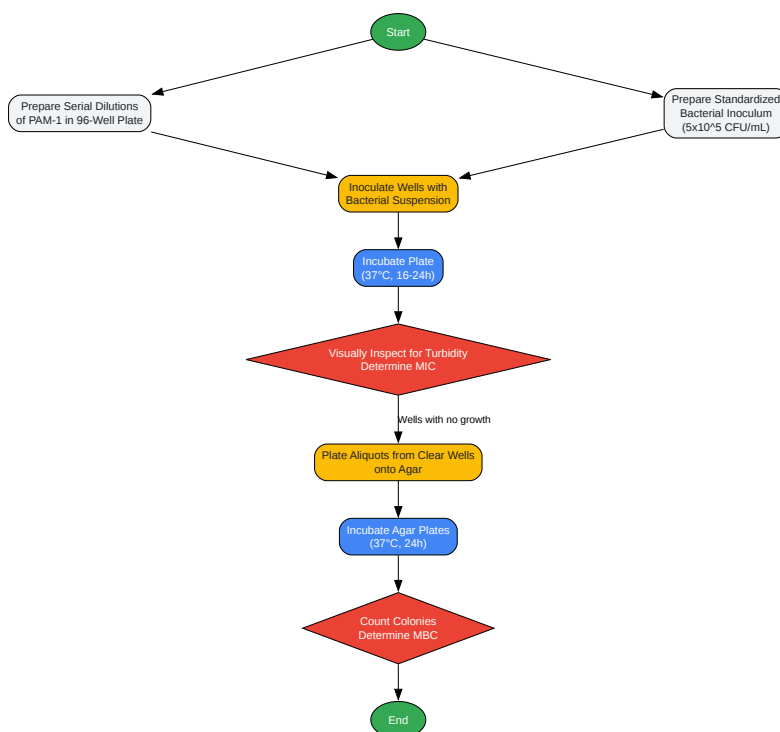 Start
Prepare Serial Dilutions
of PAM-1 in 96-Well Plate
Prepare Standardized
Bacterial Inoculum
(5x10^5 CFU/mL)
Inoculate Wells with
Bacterial Suspension
Incubate Plate
(37°C, 16-24h)
Visually Inspect for Turbidity
Determine MIC
Wells with no growth
Plate Aliquots from Clear Wells
onto Agar
Incubate Agar Plates
(37°C, 24h)
Count Colonies
Determine MBC
End